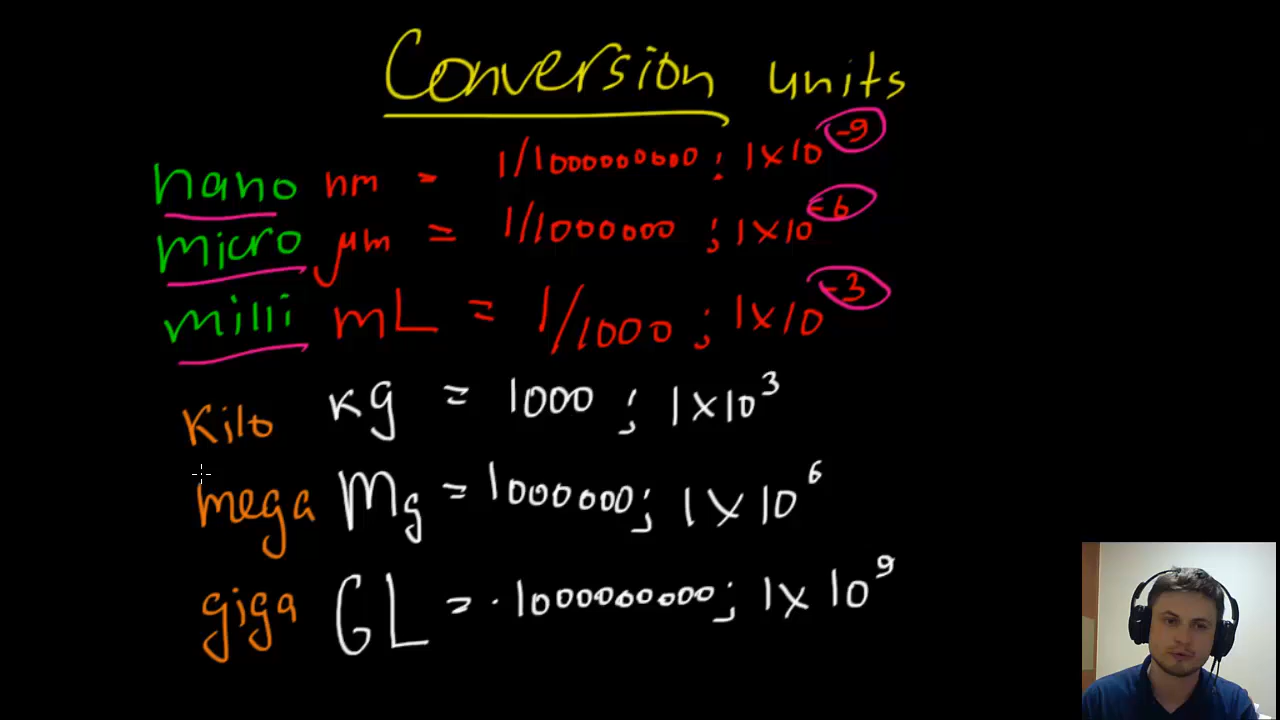 Conversion units
nano nm = 1/1000000000 ; 1x10⁻⁹
micro μm = 1/1000000 ; 1x10⁻⁶
milli mL = 1/1000 ; 1x10⁻³
Kilo kg = 1000 ; 1x10³
mega Mg = 1000000 ; 1x10⁶
giga GL = 1000000000 ; 1x10⁹